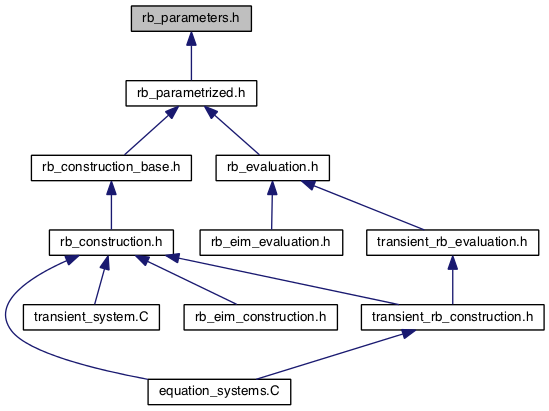 rb_parameters.h
rb_parametrized.h
rb_construction_base.h
rb_evaluation.h
rb_construction.h
rb_eim_evaluation.h
transient_rb_evaluation.h
transient_system.C
rb_eim_construction.h
transient_rb_construction.h
equation_systems.C